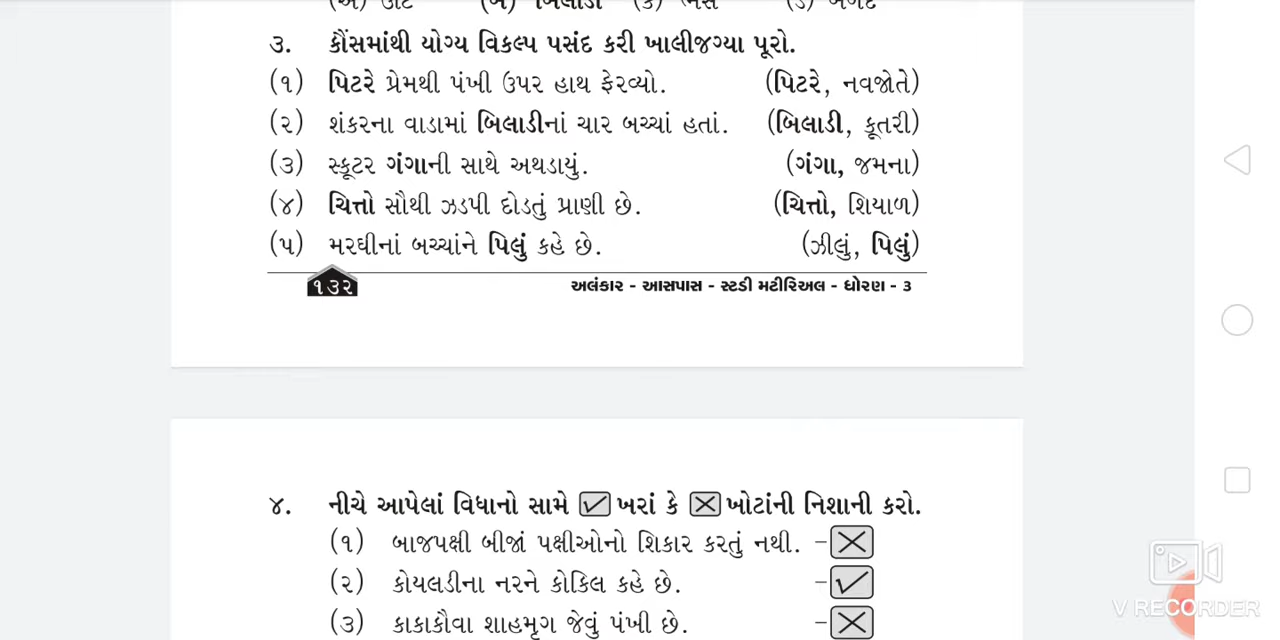 (અ) ઊંટ (બ) બિલાડી (ક) ભેંસ (ડ) બળદ
૩. કૌંસમાંથી યોગ્ય વિકલ્પ પસંદ કરી ખાલીજગ્યા પૂરો.
(૧) પિટરે પ્રેમથી પંખી ઉપર હાથ ફેરવ્યો. (પિટરે, નવજોતે)
(૨) શંકરના વાડામાં બિલાડીનાં ચાર બચ્ચાં હતાં. (બિલાડી, કૂતરી)
(૩) સ્કૂટર ગંગાની સાથે અથડાયું. (ગંગા, જમના)
(૪) ચિત્તો સૌથી ઝડપી દોડતું પ્રાણી છે. (ચિત્તો, શિયાળ)
(૫) મરઘીનાં બચ્ચાંને પિલું કહે છે. (ઝીલું, પિલું)
૧૩૨ અલંકાર - આસપાસ - સ્ટડી મટીરિઅલ - ધોરણ - ૩
૪. નીચે આપેલાં વિધાનો સામે ✓ ખરાં કે ✗ ખોટાંની નિશાની કરો.
(૧) બાજપક્ષી બીજાં પક્ષીઓનો શિકાર કરતું નથી. – ✗
(૨) કોયલડીના નરને કોકિલ કહે છે. – ✓
(૩) કાકાકૌવા શાહમૃગ જેવું પંખી છે. – ✗
V RECORDER